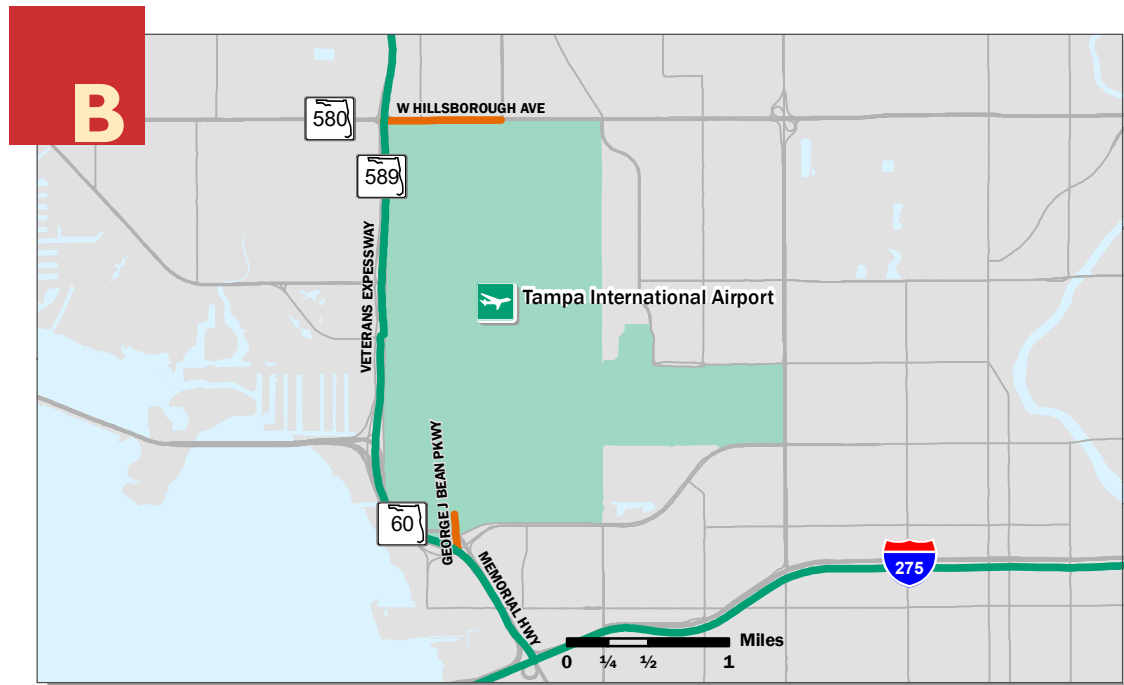 B
W HILLSBOROUGH AVE
580
589
VETERANS EXPESSWAY
Tampa International Airport
GEORGE J BEAN PKWY
60
MEMORIAL HWY
275
Miles
0 ¼ ½ 1